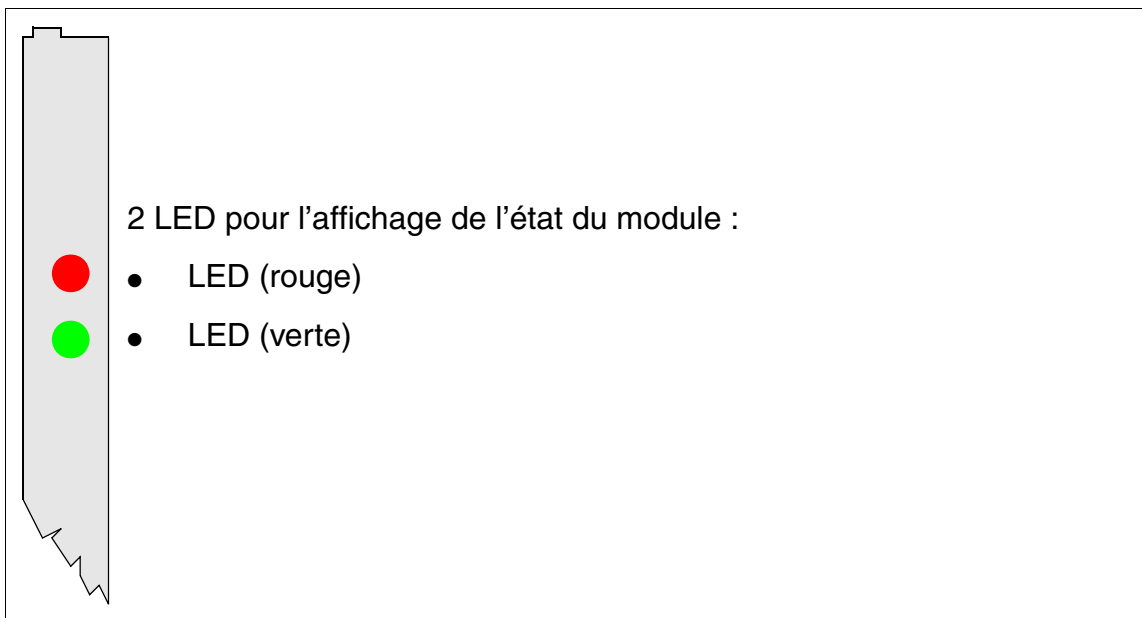 2 LED pour l’affichage de l’état du module :
● LED (rouge)
● LED (verte)